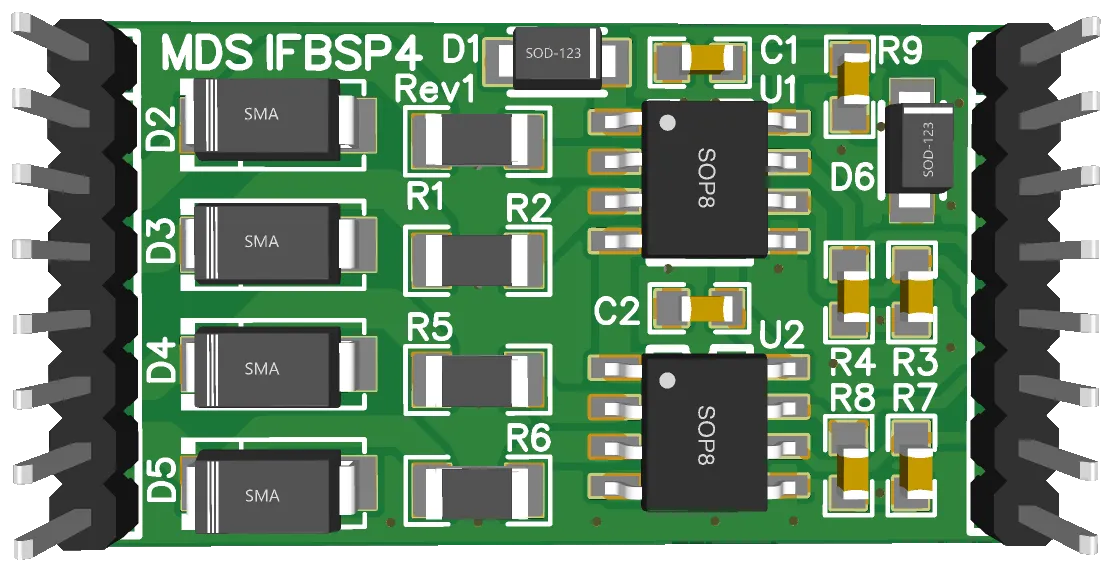 MDS IFBSP4
Rev1
D1
SOD-123
C1
U1
R9
D2
SMA
R1
R2
SOP8
D6
SOD-123
D3
SMA
C2
U2
R5
R4
R3
D4
SMA
R8
R7
SOP8
R6
D5
SMA